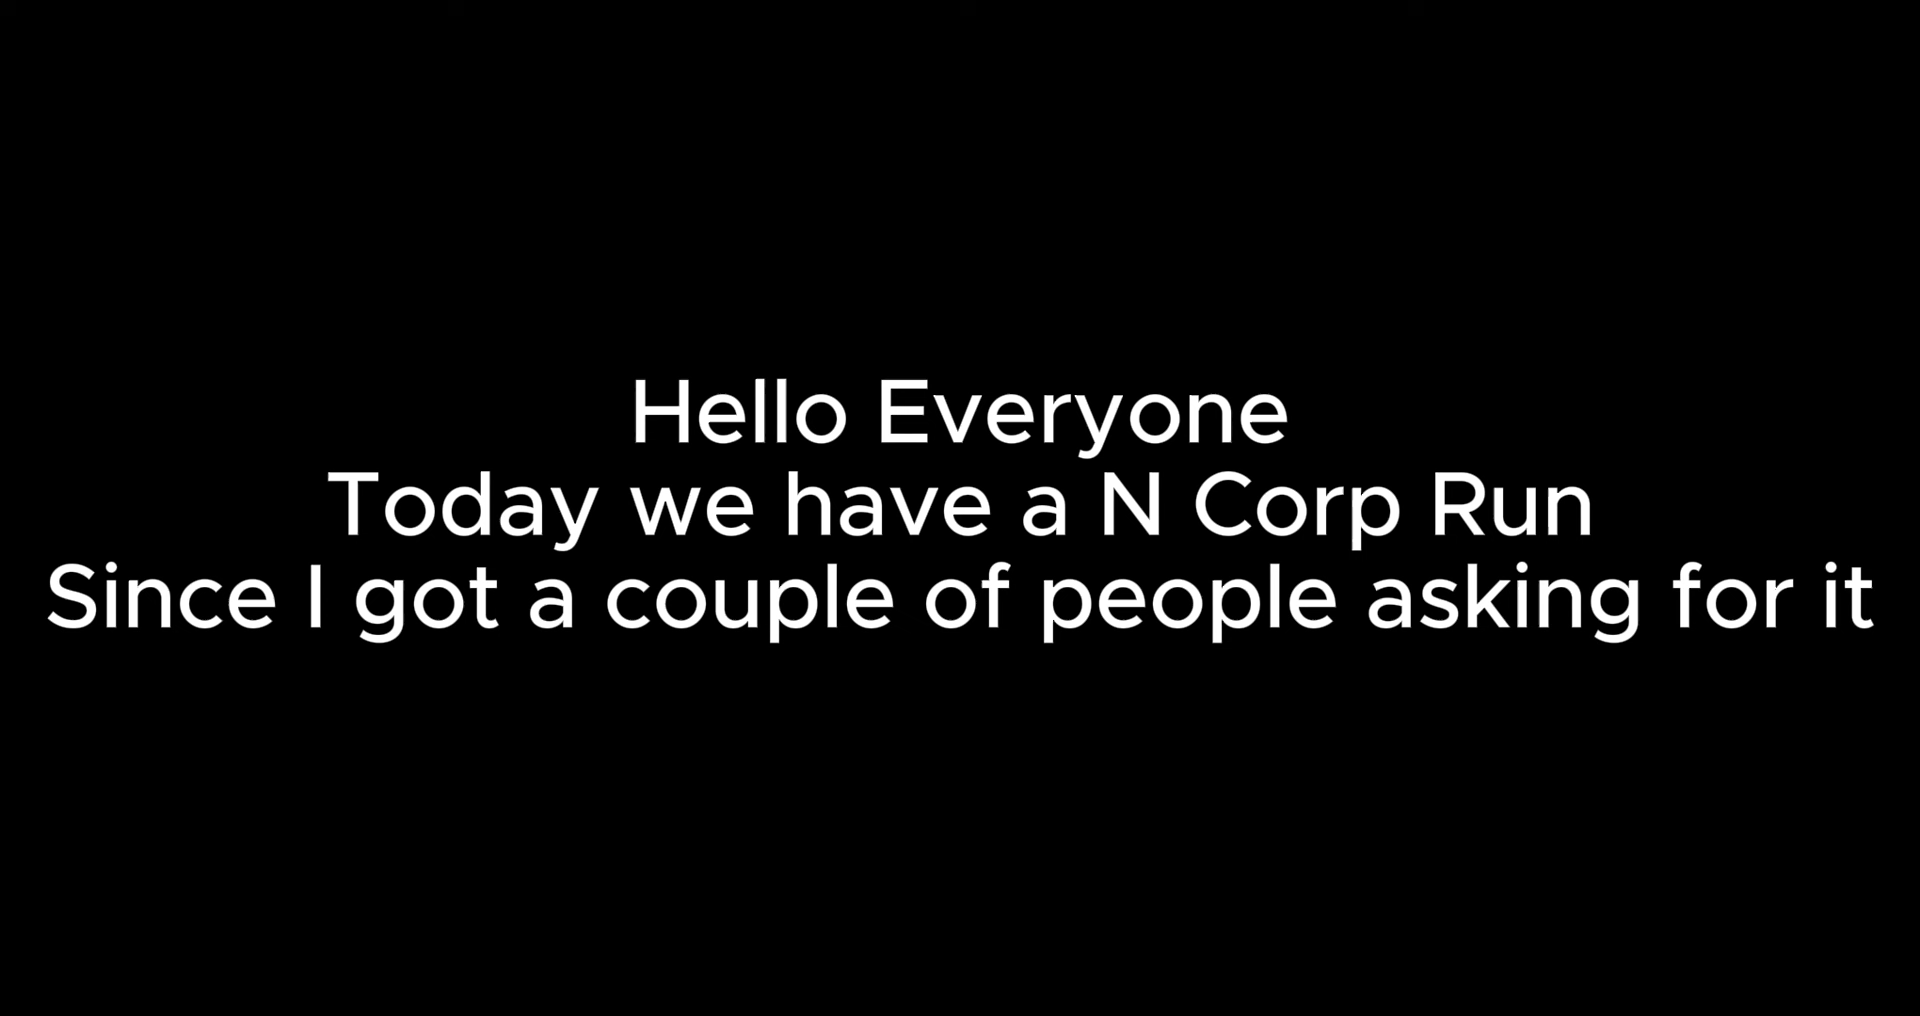 Hello Everyone
Today we have a N Corp Run
Since I got a couple of people asking for it